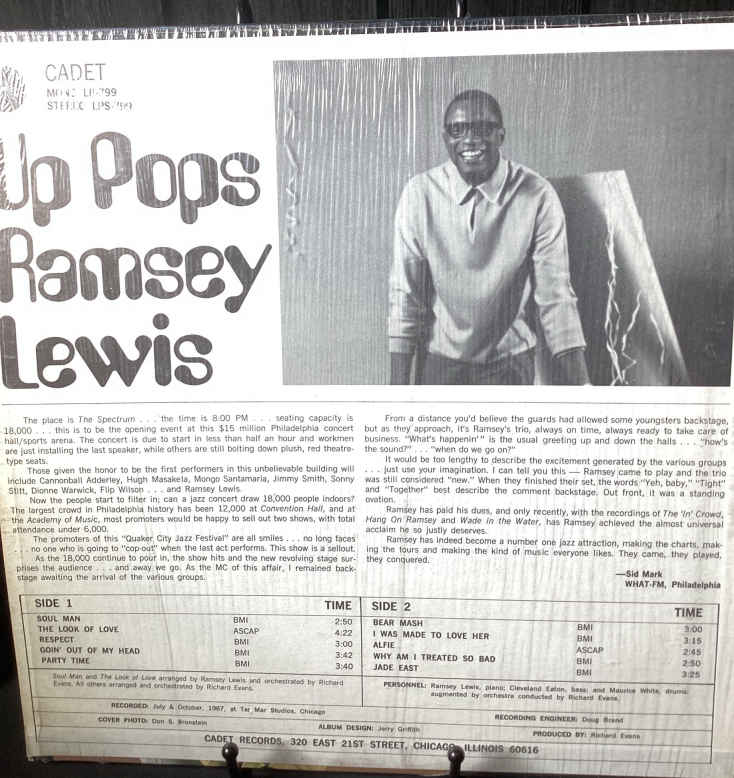 CADET
MONO LP-799
STEREO LPS-799
Up Pops
Ramsey
Lewis
The place is The Spectrum . . . the time is 8:00 PM . . . seating capacity is
18,000 . . . this is to be the opening event at this $15 million Philadelphia concert
hall/sports arena. The concert is due to start in less than half an hour and workmen
are just installing the last speaker, while others are still bolting down plush, red theatre-
type seats.
Those given the honor to be the first performers in this unbelievable building will
include Cannonball Adderley, Hugh Masakela, Mongo Santamaria, Jimmy Smith, Sonny
Stitt, Dionne Warwick, Flip Wilson . . . and Ramsey Lewis.
Now the people start to filter in; can a jazz concert draw 18,000 people indoors?
The largest crowd in Philadelphia history has been 12,000 at Convention Hall, and at
the Academy of Music, most promoters would be happy to sell out two shows, with total
attendance under 6,000.
The promoters of this "Quaker City Jazz Festival" are all smiles . . . no long faces
. . . no one who is going to "cop-out" when the last act performs. This show is a sellout.
As the 18,000 continue to pour in, the show hits and the new revolving stage sur-
prises the audience . . . and away we go. As the MC of this affair, I remained back-
stage awaiting the arrival of the various groups.
From a distance you'd believe the guards had allowed some youngsters backstage,
but as they approach, it's Ramsey's trio, always on time, always ready to take care of
business. "What's happenin'" is the usual greeting up and down the halls . . . "how's
the sound?" . . . "when do we go on?"
It would be too lengthy to describe the excitement generated by the various groups
. . . just use your imagination. I can tell you this — Ramsey came to play and the trio
was still considered "new." When they finished their set, the words "Yeh, baby," "Tight"
and "Together" best describe the comment backstage. Out front, it was a standing
ovation.
Ramsey has paid his dues, and only recently, with the recordings of The 'In' Crowd,
Hang On Ramsey and Wade in the Water, has Ramsey achieved the almost universal
acclaim he so justly deserves.
Ramsey has indeed become a number one jazz attraction, making the charts, mak-
ing the tours and making the kind of music everyone likes. They came, they played,
they conquered.
—Sid Mark
WHAT-FM, Philadelphia
SIDE 1 TIME
SOUL MAN BMI 2:50
THE LOOK OF LOVE ASCAP 4:22
RESPECT BMI 3:00
GOIN' OUT OF MY HEAD BMI 3:42
PARTY TIME BMI 3:40
Soul Man and The Look of Love arranged by Ramsey Lewis and orchestrated by Richard
Evans. All others arranged and orchestrated by Richard Evans.
SIDE 2 TIME
BEAR MASH BMI 3:00
I WAS MADE TO LOVE HER BMI 3:15
ALFIE ASCAP 2:45
WHY AM I TREATED SO BAD BMI 2:50
JADE EAST BMI 3:25
PERSONNEL: Ramsey Lewis, piano; Cleveland Eaton, bass; and Maurice White, drums;
augmented by orchestra conducted by Richard Evans.
RECORDED: July & October, 1967, at Ter Mar Studios, Chicago
RECORDING ENGINEER: Doug Brand
COVER PHOTO: Don S. Bronstein
ALBUM DESIGN: Jerry Griffith
PRODUCED BY: Richard Evans
CADET RECORDS, 320 EAST 21ST STREET, CHICAGO, ILLINOIS 60616